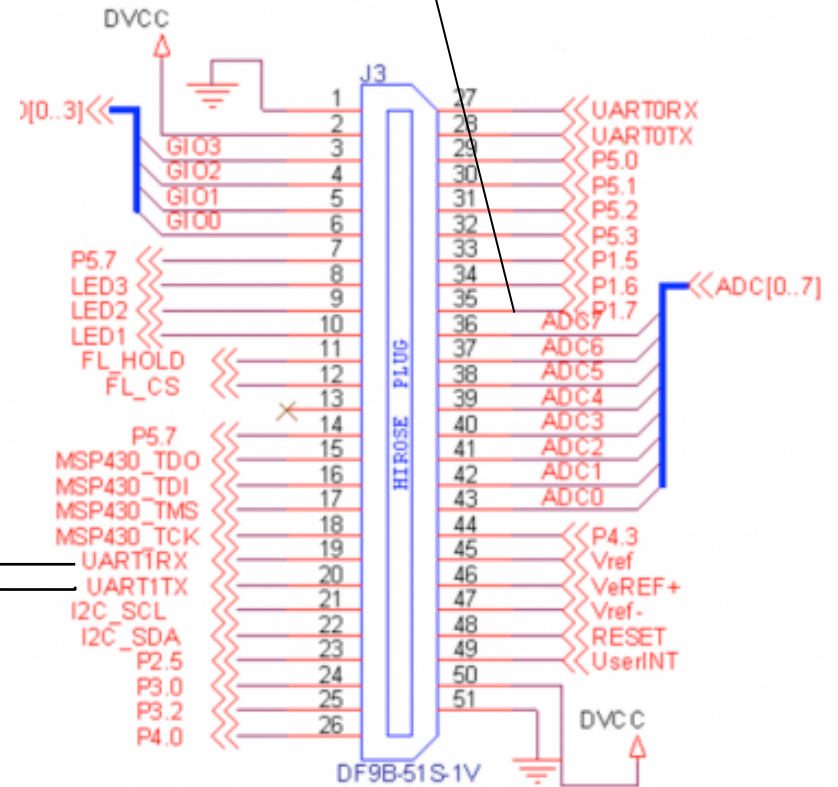 DVCC
J3
D[0..3]
1
2
GIO3 3
GIO2 4
GIO1 5
GIO0 6
7
P5.7 8
LED3 9
LED2 10
LED1 11
FL_HOLD 12
FL_CS 13
14
P5.7 15
MSP430_TDO 16
MSP430_TDI 17
MSP430_TMS 18
MSP430_TCK 19
UART1RX 20
UART1TX 21
I2C_SCL 22
I2C_SDA 23
P2.5 24
P3.0 25
P3.2 26
P4.0
HIROSE PLUG
27 UART0RX
28 UART0TX
29 P5.0
30 P5.1
31 P5.2
32 P5.3
33 P1.5
34 P1.6
35 P1.7
36 ADC7
37 ADC6
38 ADC5
39 ADC4
40 ADC3
41 ADC2
42 ADC1
43 ADC0
ADC[0..7]
44 P4.3
45 Vref
46 VeREF+
47 Vref-
48 RESET
49 UserINT
50
51
DVCC
DF9B-51S-1V